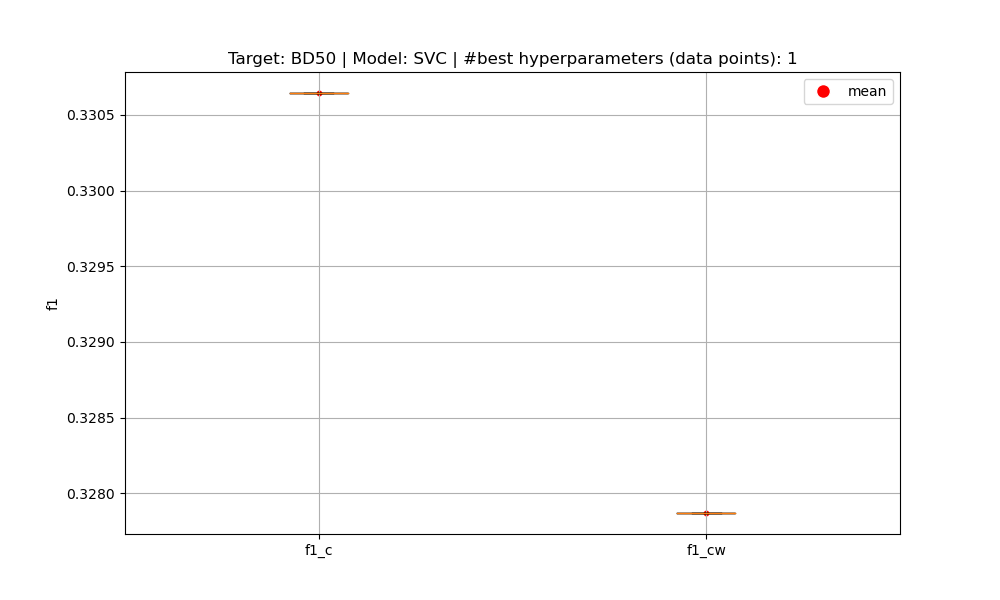 Target: BD50 | Model: SVC | #best hyperparameters (data points): 1
mean
0.3305
0.3300
0.3295
0.3290
0.3285
0.3280
f1
f1_c
f1_cw